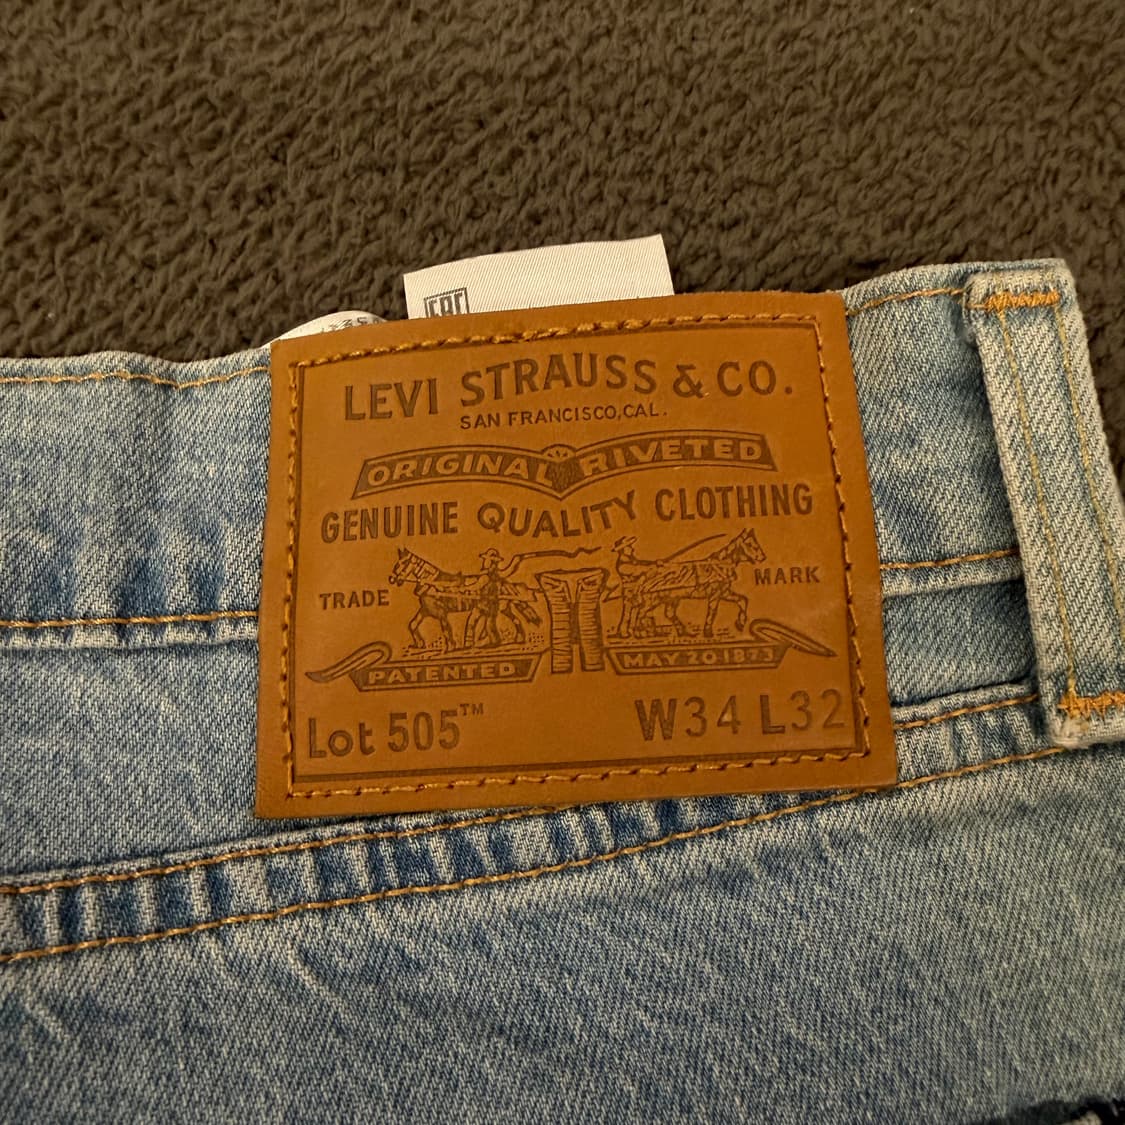 EAC
LEVI STRAUSS & CO.
SAN FRANCISCO, CAL.
ORIGINAL RIVETED
GENUINE QUALITY CLOTHING
TRADE MARK
PATENTED MAY 20 1873
Lot 505™ W34 L32